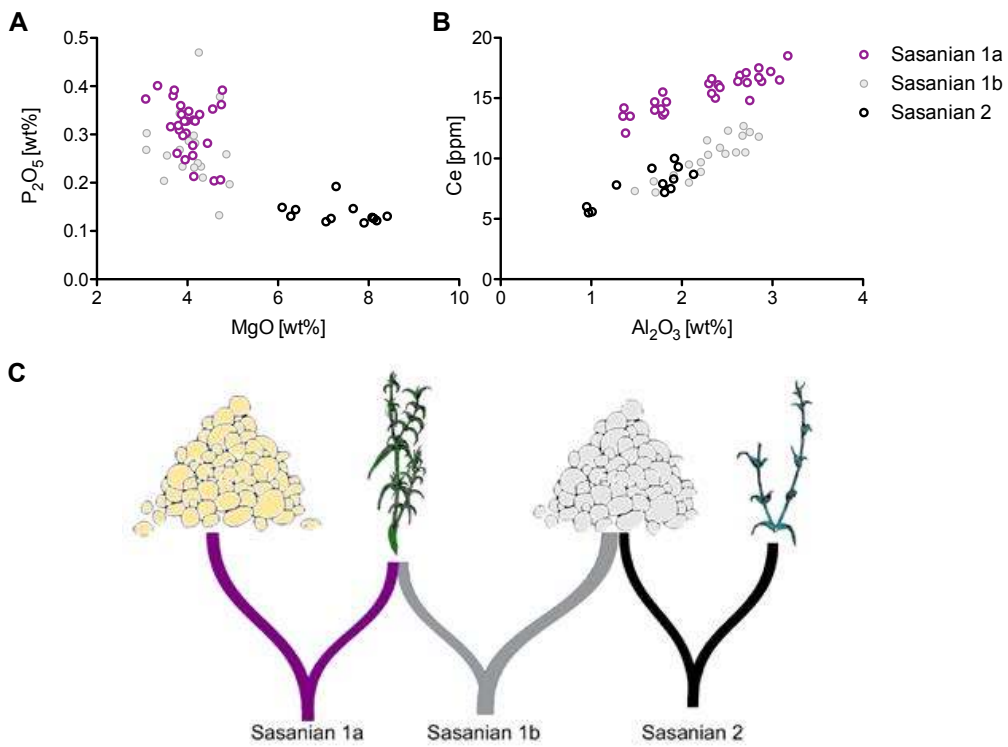 A
B
P₂O₅ [wt%]
0.5
0.4
0.3
0.2
0.1
0.0
2 4 6 8 10
MgO [wt%]
Ce [ppm]
20
15
10
5
0
0 1 2 3 4
Al₂O₃ [wt%]
Sasanian 1a
Sasanian 1b
Sasanian 2
C
Sasanian 1a Sasanian 1b Sasanian 2